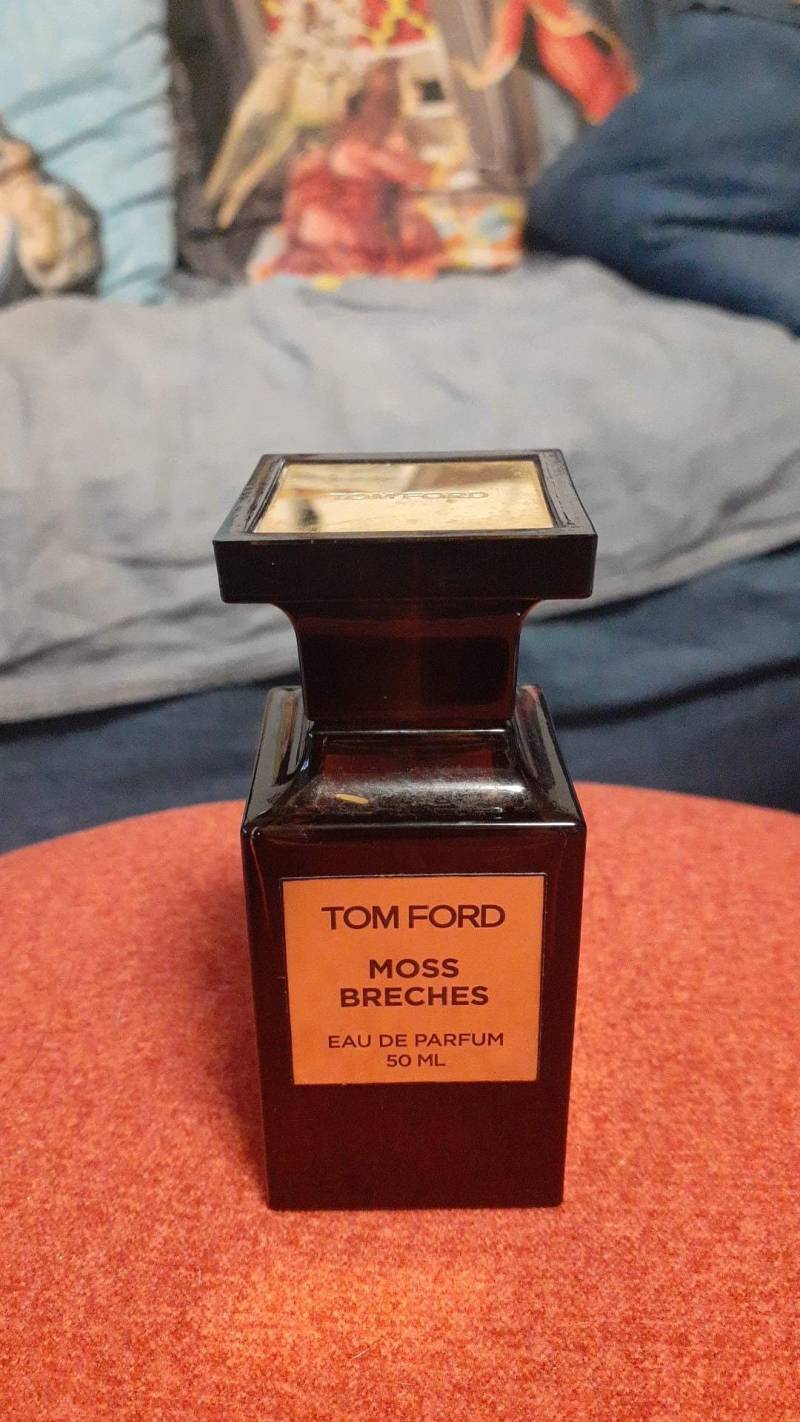 TOM FORD
TOM FORD
MOSS
BRECHES
EAU DE PARFUM
50 ML